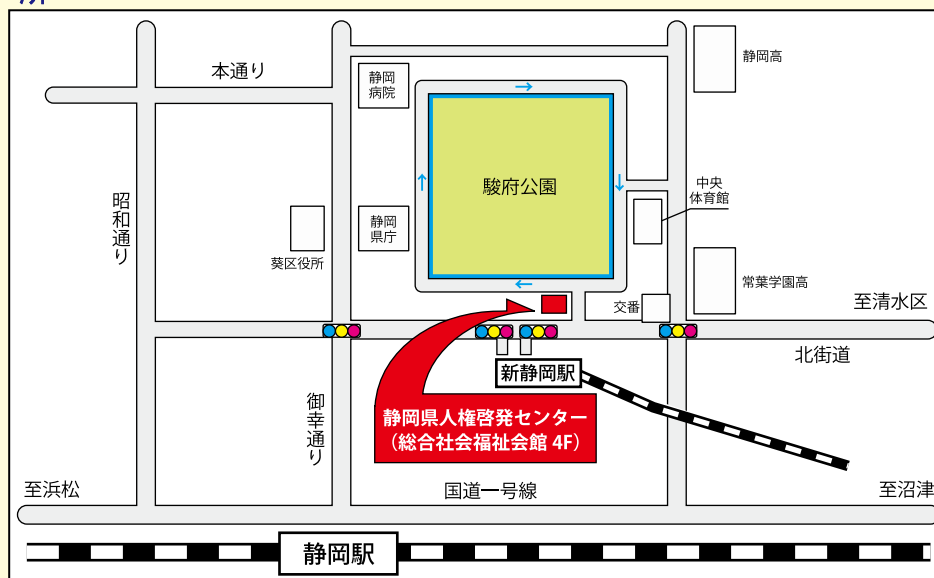 所
本通り
静岡
病院
静岡高
駿府公園
中央
体育館
昭和通り
静岡
県庁
葵区役所
常葉学園高
交番
至清水区
北街道
新静岡駅
御幸通り
静岡県人権啓発センター
（総合社会福祉会館 4F）
至浜松
国道一号線
至沼津
静岡駅